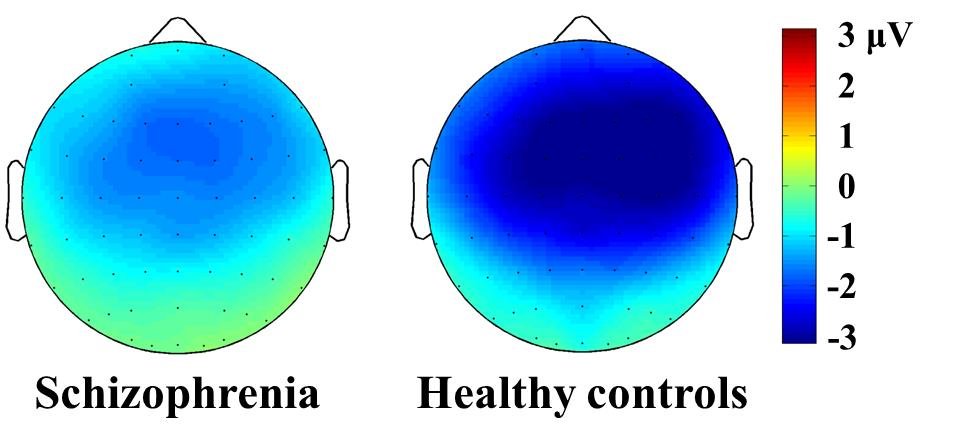 3 μV
2
1
0
-1
-2
-3
Schizophrenia
Healthy controls